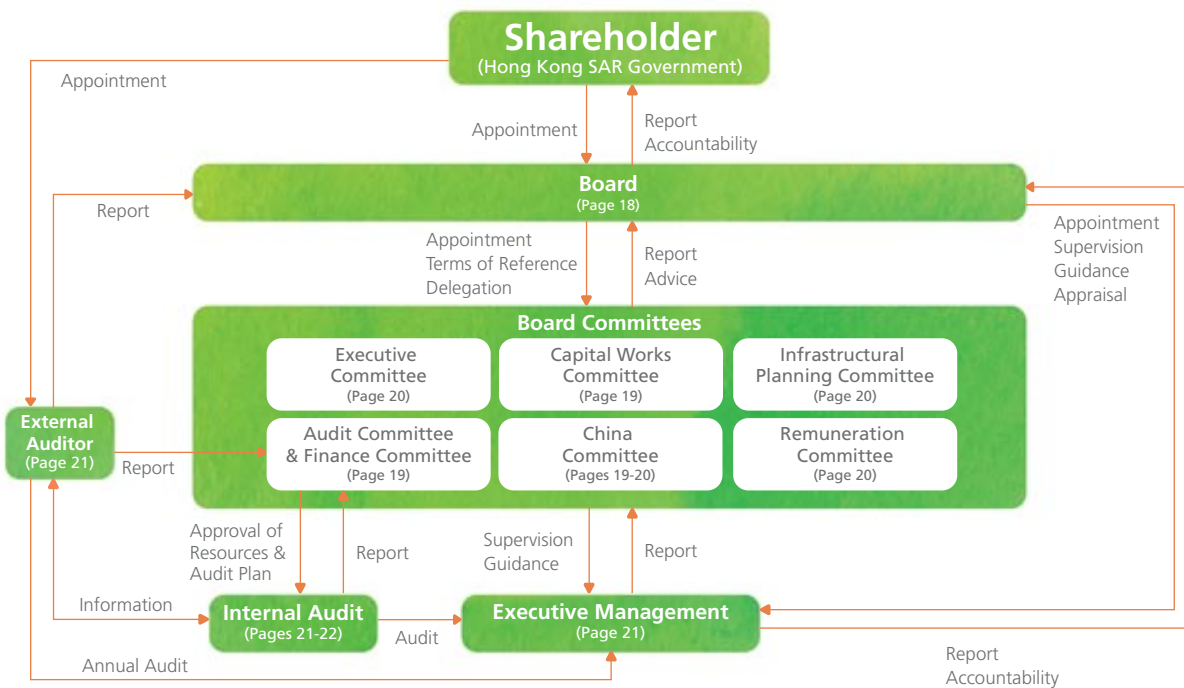 Shareholder
(Hong Kong SAR Government)
Appointment
Appointment
Report
Accountability
Board
(Page 18)
Report
Appointment
Terms of Reference
Delegation
Report
Advice
Appointment
Supervision
Guidance
Appraisal
Board Committees
Executive
Committee
(Page 20)
Capital Works
Committee
(Page 19)
Infrastructural
Planning Committee
(Page 20)
External
Auditor
(Page 21)
Report
Audit Committee
& Finance Committee
(Page 19)
China
Committee
(Pages 19-20)
Remuneration
Committee
(Page 20)
Approval of
Resources &
Audit Plan
Report
Supervision
Guidance
Report
Information
Internal Audit
(Pages 21-22)
Audit
Executive Management
(Page 21)
Annual Audit
Report
Accountability